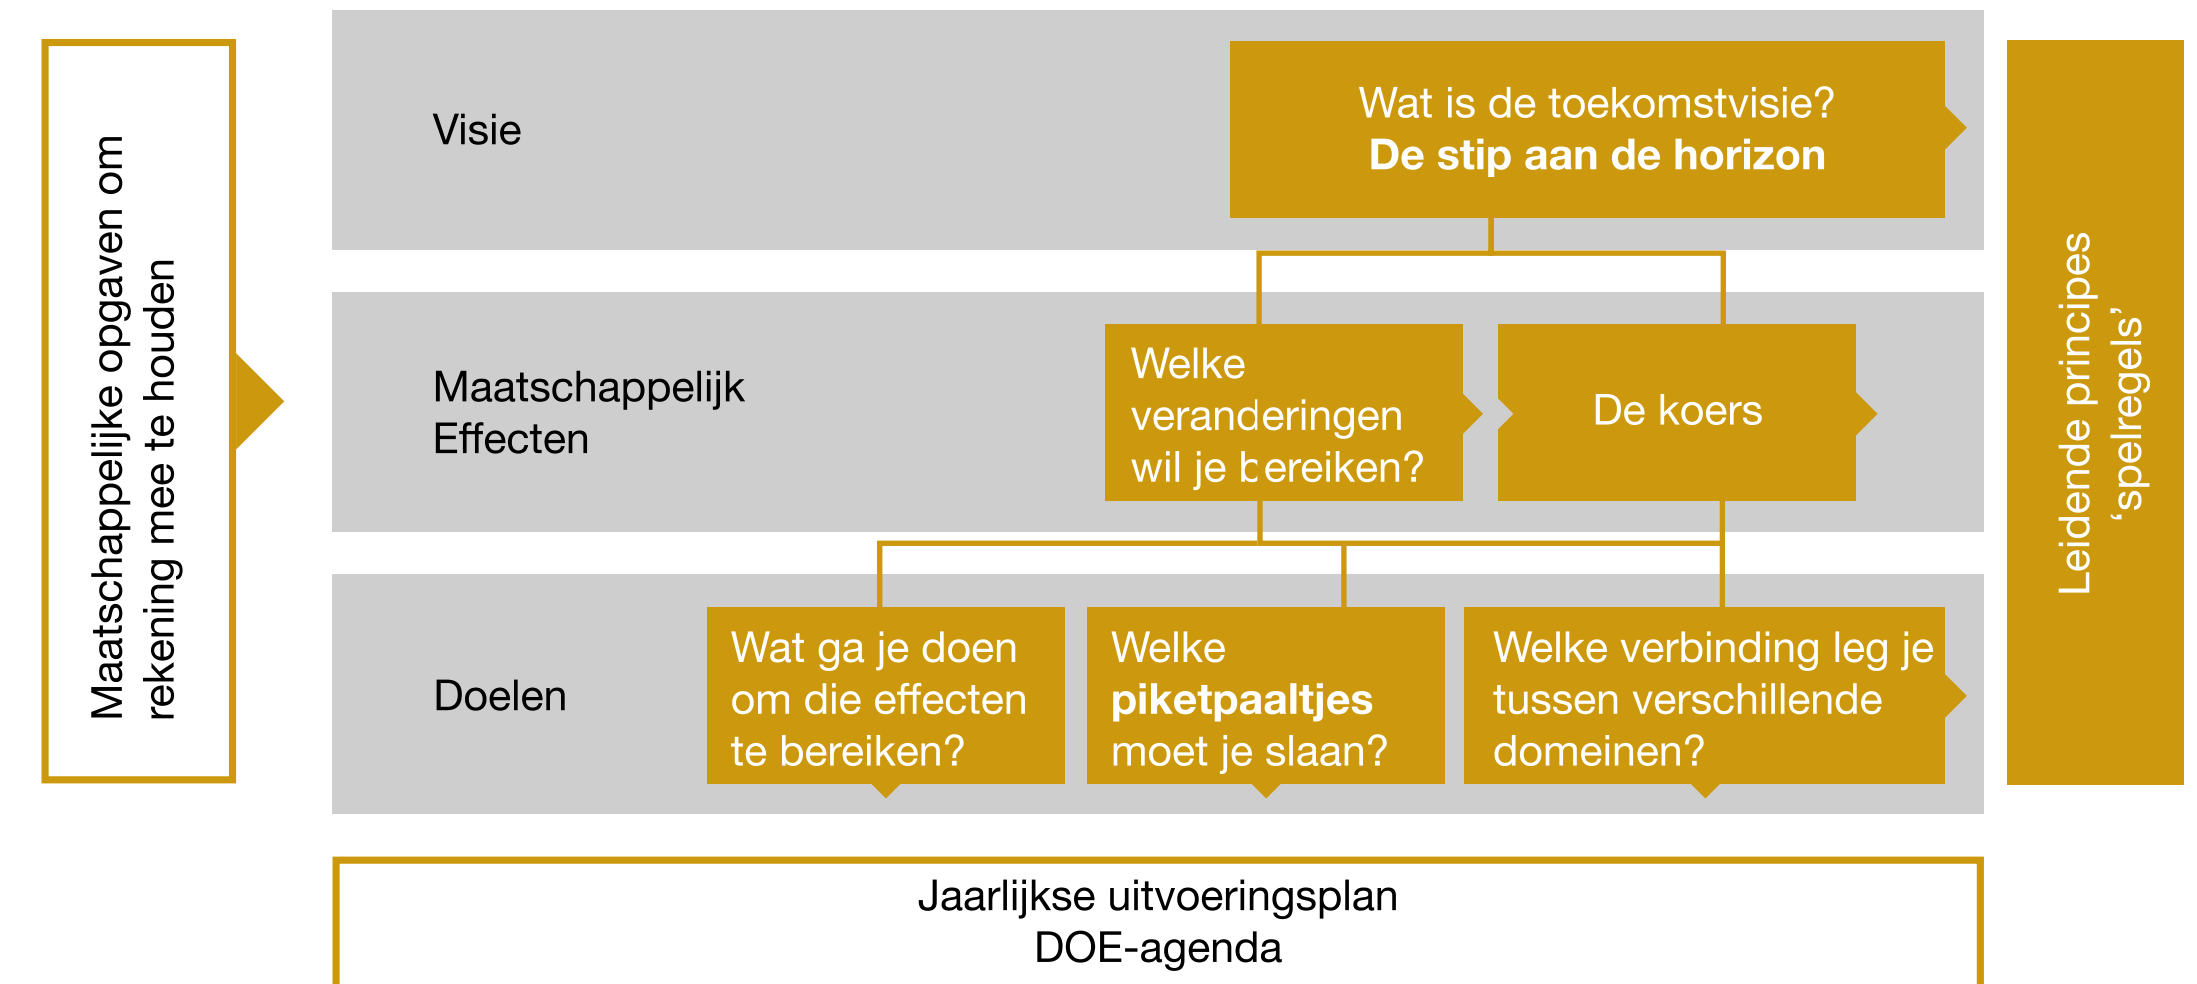 Maatschappelijke opgaven om
rekening mee te houden
Visie
Wat is de toekomstvisie?
De stip aan de horizon
Maatschappelijk
Effecten
Welke
veranderingen
wil je bereiken?
De koers
Doelen
Wat ga je doen
om die effecten
te bereiken?
Welke
piketpaaltjes
moet je slaan?
Welke verbinding leg je
tussen verschillende
domeinen?
Leidende principes
‘spelregels’
Jaarlijkse uitvoeringsplan
DOE-agenda